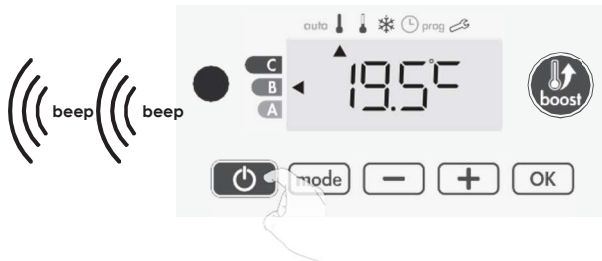 auto prog
C
B
A
19.5°C
boost
beep beep
mode - + OK